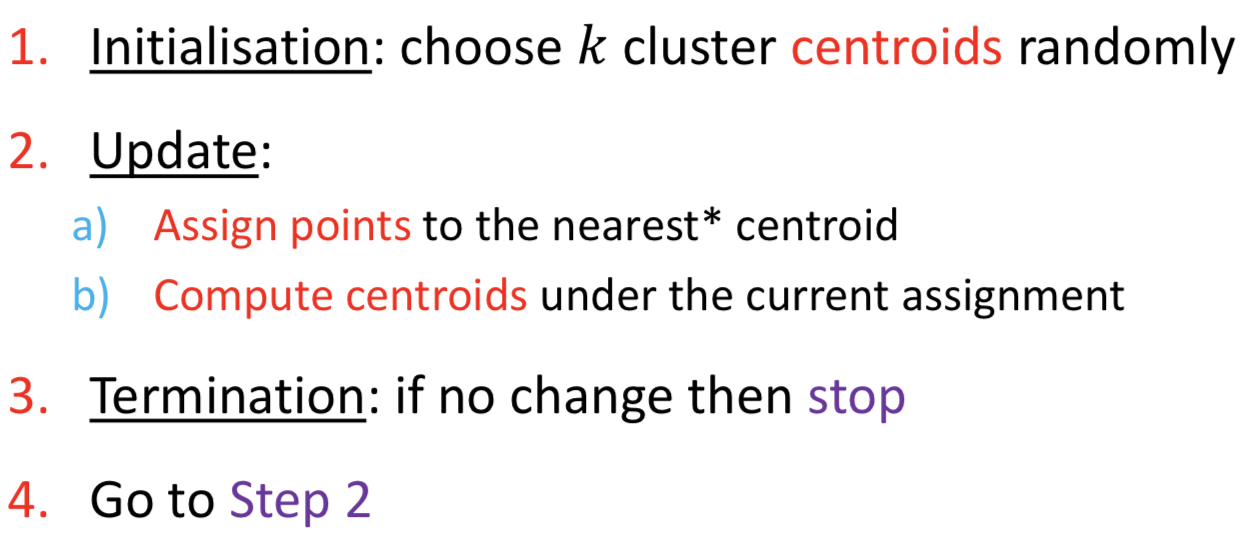 1. Initialisation: choose k cluster centroids randomly
2. Update:
a) Assign points to the nearest* centroid
b) Compute centroids under the current assignment
3. Termination: if no change then stop
4. Go to Step 2